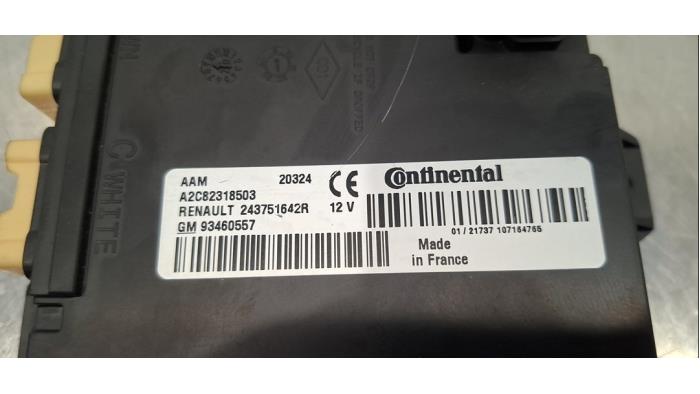 AAM 20324 CE Continental
A2C82318503
RENAULT 243751642R 12 V
GM 93460557
01/21737 107164765
Made
in France
C WHITE